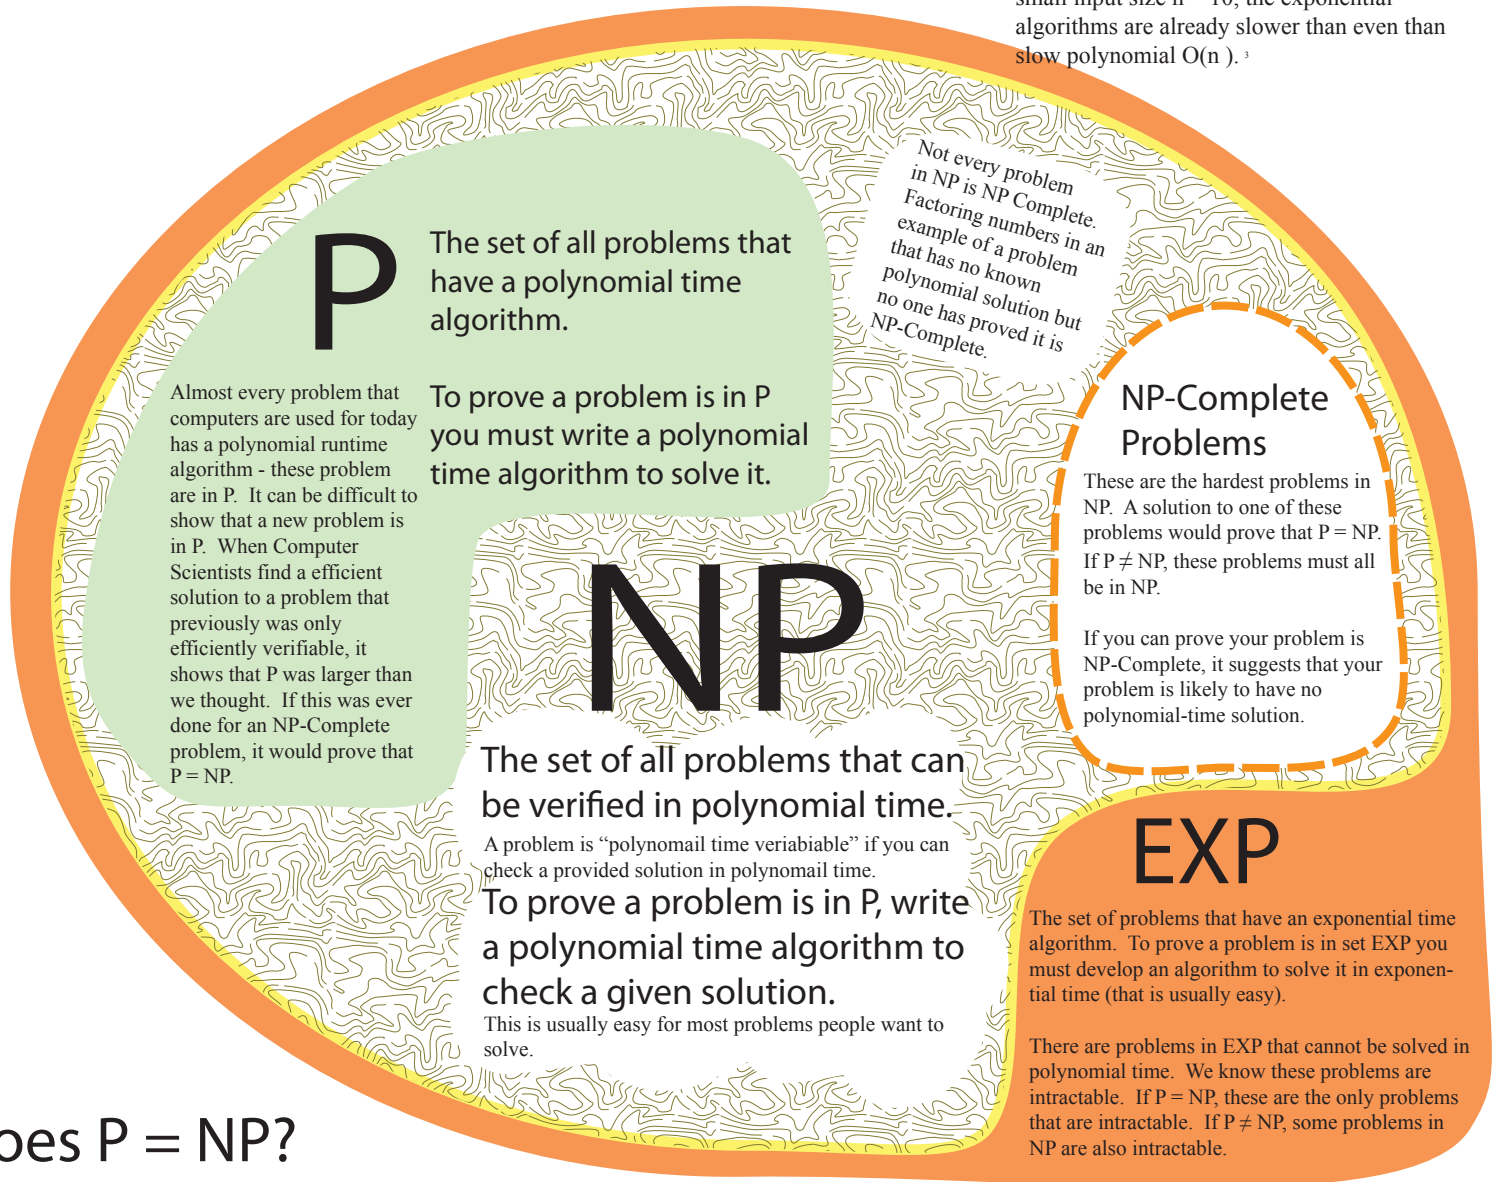 small input size n = 10, the exponential
algorithms are already slower than even than
slow polynomial O(n ). 3
Not every problem
in NP is NP Complete.
Factoring numbers in an
example of a problem
that has no known
polynomial solution but
no one has proved it is
NP-Complete.
P
The set of all problems that
have a polynomial time
algorithm.
To prove a problem is in P
you must write a polynomial
time algorithm to solve it.
Almost every problem that
computers are used for today
has a polynomial runtime
algorithm - these problem
are in P. It can be difficult to
show that a new problem is
in P. When Computer
Scientists find a efficient
solution to a problem that
previously was only
efficiently verifiable, it
shows that P was larger than
we thought. If this was ever
done for an NP-Complete
problem, it would prove that
P = NP.
NP-Complete
Problems
These are the hardest problems in
NP. A solution to one of these
problems would prove that P = NP.
If P ≠ NP, these problems must all
be in NP.
If you can prove your problem is
NP-Complete, it suggests that your
problem is likely to have no
polynomial-time solution.
NP
The set of all problems that can
be verified in polynomial time.
A problem is “polynomail time veriabiable” if you can
check a provided solution in polynomail time.
To prove a problem is in P, write
a polynomial time algorithm to
check a given solution.
This is usually easy for most problems people want to
solve.
EXP
The set of problems that have an exponential time
algorithm. To prove a problem is in set EXP you
must develop an algorithm to solve it in exponen-
tial time (that is usually easy).
There are problems in EXP that cannot be solved in
polynomial time. We know these problems are
intractable. If P = NP, these are the only problems
that are intractable. If P ≠ NP, some problems in
NP are also intractable.
oes P = NP?